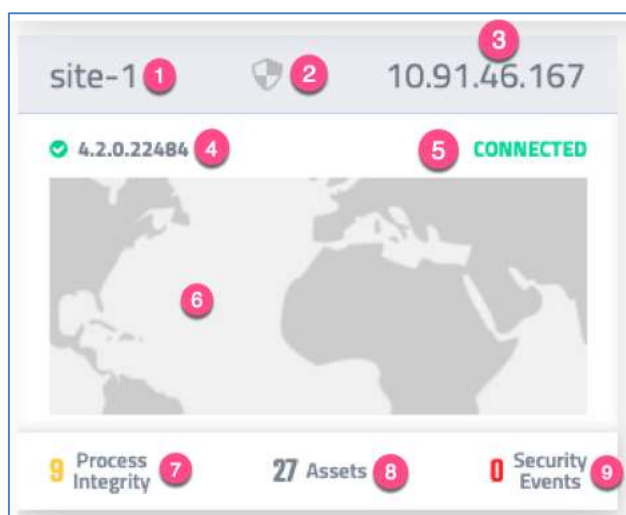 3
site-1 1 2 10.91.46.167
4.2.0.22484 4 5 CONNECTED
6
9 Process Integrity 7 27 Assets 8 0 Security Events 9